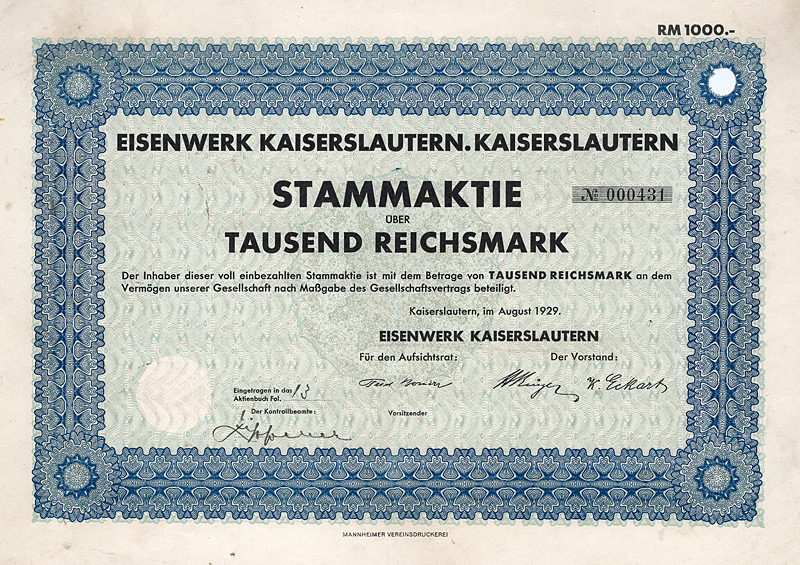 RM 1000.-
EISENWERK KAISERSLAUTERN.KAISERSLAUTERN
STAMMAKTIE
№ 000431
ÜBER
TAUSEND REICHSMARK
Der Inhaber dieser voll einbezahlten Stammaktie ist mit dem Betrage von TAUSEND REICHSMARK an dem
Vermögen unserer Gesellschaft nach Maßgabe des Gesellschaftsvertrags beteiligt.
Kaiserslautern, im August 1929.
EISENWERK KAISERSLAUTERN
Für den Aufsichtsrat: Der Vorstand:
K. Eckart
Eingetragen in das
Aktienbuch Fol. 13
Der Kontrollbeamte: Vorsitzender
MANNHEIMER VEREINSDRUCKEREI